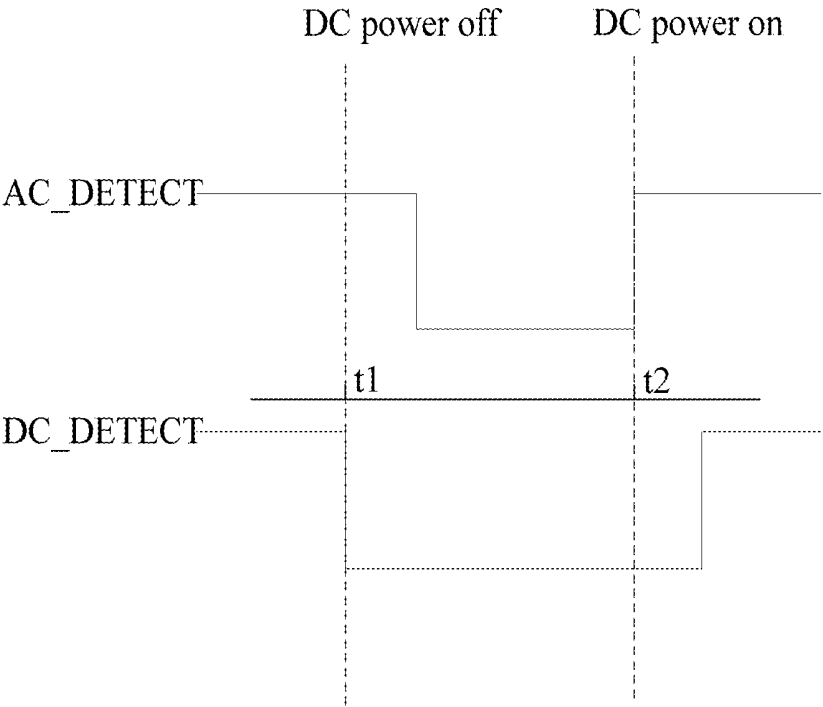 DC power off
DC power on
AC_DETECT
t1
t2
DC_DETECT